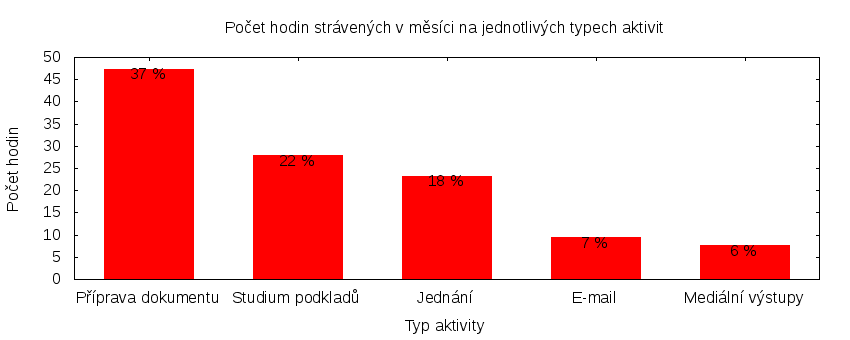 Počet hodin strávených v měsíci na jednotlivých typech aktivit
Počet hodin
50
45
40
35
30
25
20
15
10
5
0
37 %
22 %
18 %
7 %
6 %
Příprava dokumentu
Studium podkladů
Jednání
E-mail
Mediální výstupy
Typ aktivity